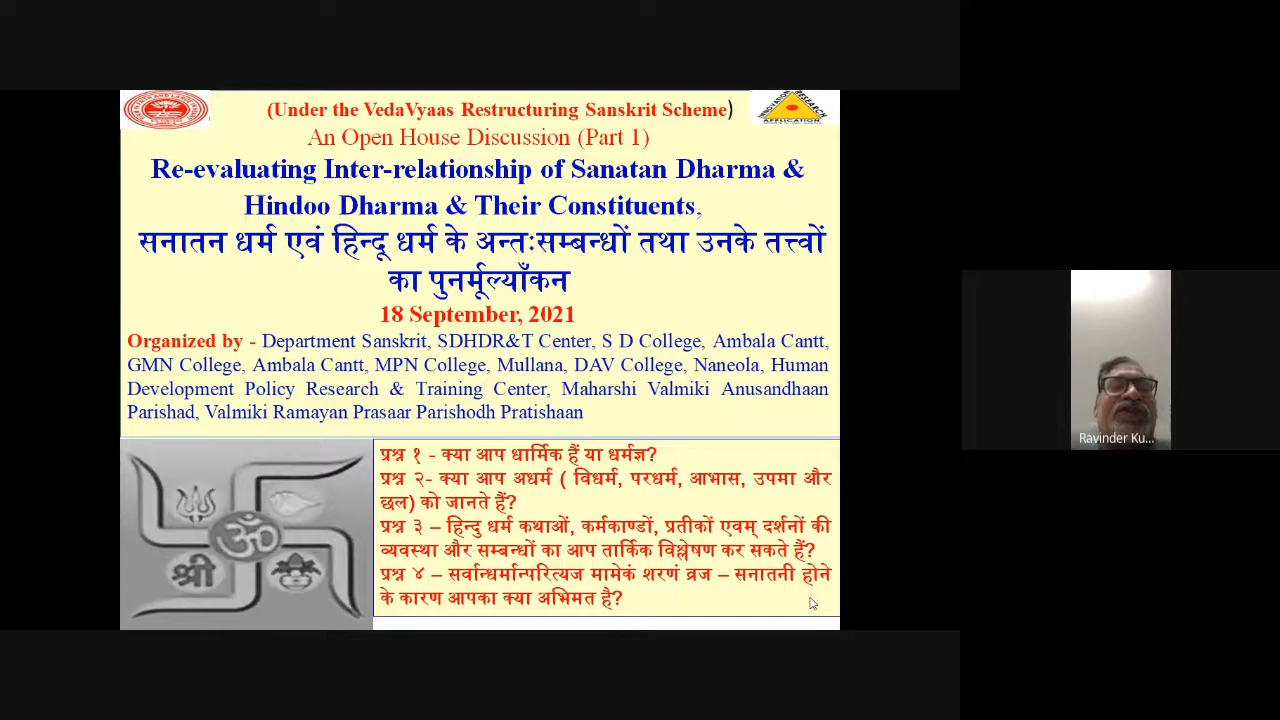 (Under the VedaVyaas Restructuring Sanskrit Scheme)
An Open House Discussion (Part 1)
Re-evaluating Inter-relationship of Sanatan Dharma &
Hindoo Dharma & Their Constituents,
सनातन धर्म एवं हिन्दू धर्म के अन्तःसम्बन्धों तथा उनके तत्त्वों
का पुनर्मूल्याँकन
18 September, 2021
Organized by - Department Sanskrit, SDHDR&T Center, S D College, Ambala Cantt,
GMN College, Ambala Cantt, MPN College, Mullana, DAV College, Naneola, Human
Development Policy Research & Training Center, Maharshi Valmiki Anusandhaan
Parishad, Valmiki Ramayan Prasaar Parishodh Pratishaan
प्रश्न १ - क्या आप धार्मिक हैं या धर्मज्ञ?
प्रश्न २- क्या आप अधर्म ( विधर्म, परधर्म, आभास, उपमा और
छल) को जानते हैं?
प्रश्न ३ – हिन्दु धर्म कथाओं, कर्मकाण्डों, प्रतीकों एवम् दर्शनों की
व्यवस्था और सम्बन्धों का आप तार्किक विश्लेषण कर सकते हैं?
प्रश्न ४ – सर्वान्धर्मान्परित्यज मामेकं शरणं व्रज – सनातनी होने
के कारण आपका क्या अभिमत है?
ॐ
श्री
INNOVATION RESEARCH
APPLICATION
Ravinder Ku...